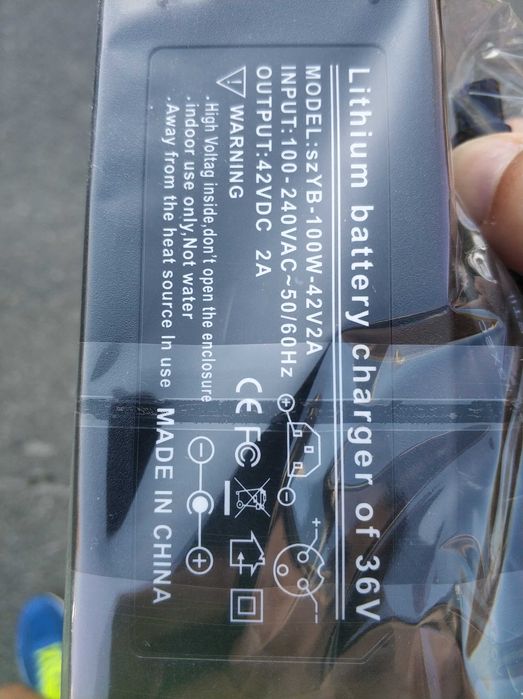 Lithium battery charger of 36V
MODEL:szYB-100W-42V2A
INPUT:100-240VAC~50/60Hz
OUTPUT:42VDC 2A
WARNING
.High Voltag inside,don't open the enclosure
.indoor use only,Not water
.Away from the heat source In use
CE FC
MADE IN CHINA